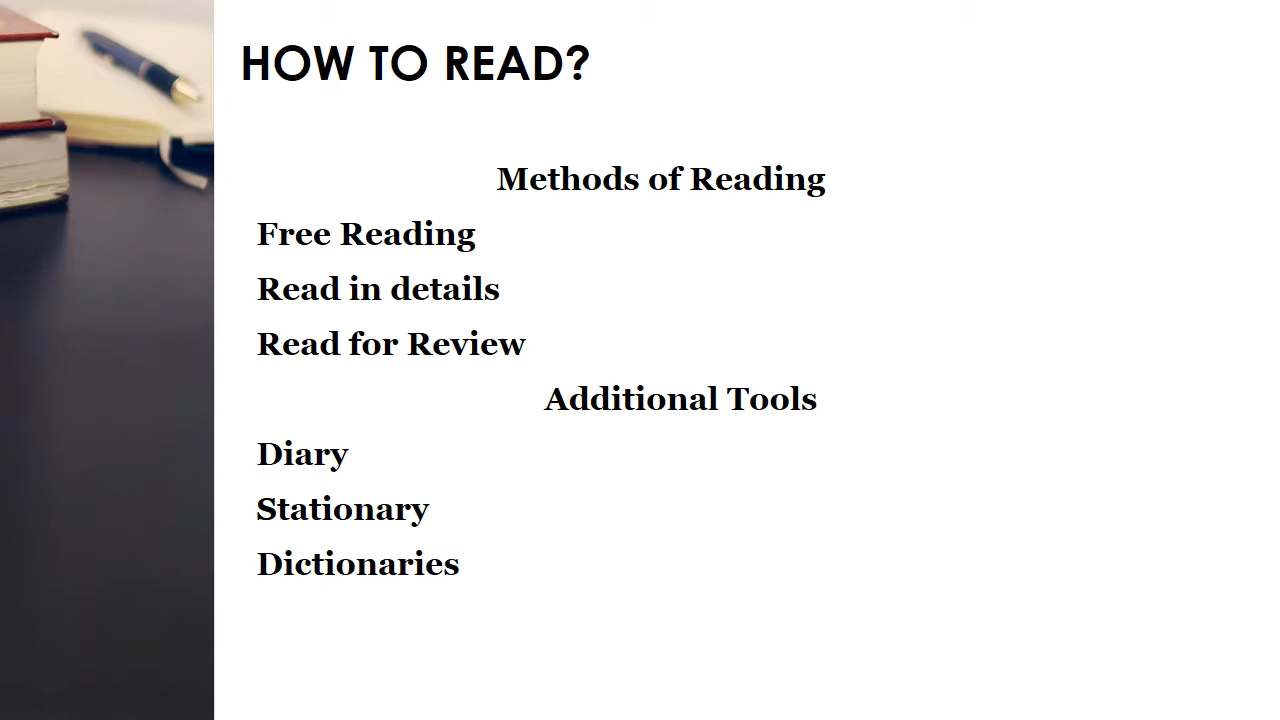 HOW TO READ?
Methods of Reading
Free Reading
Read in details
Read for Review
Additional Tools
Diary
Stationary
Dictionaries